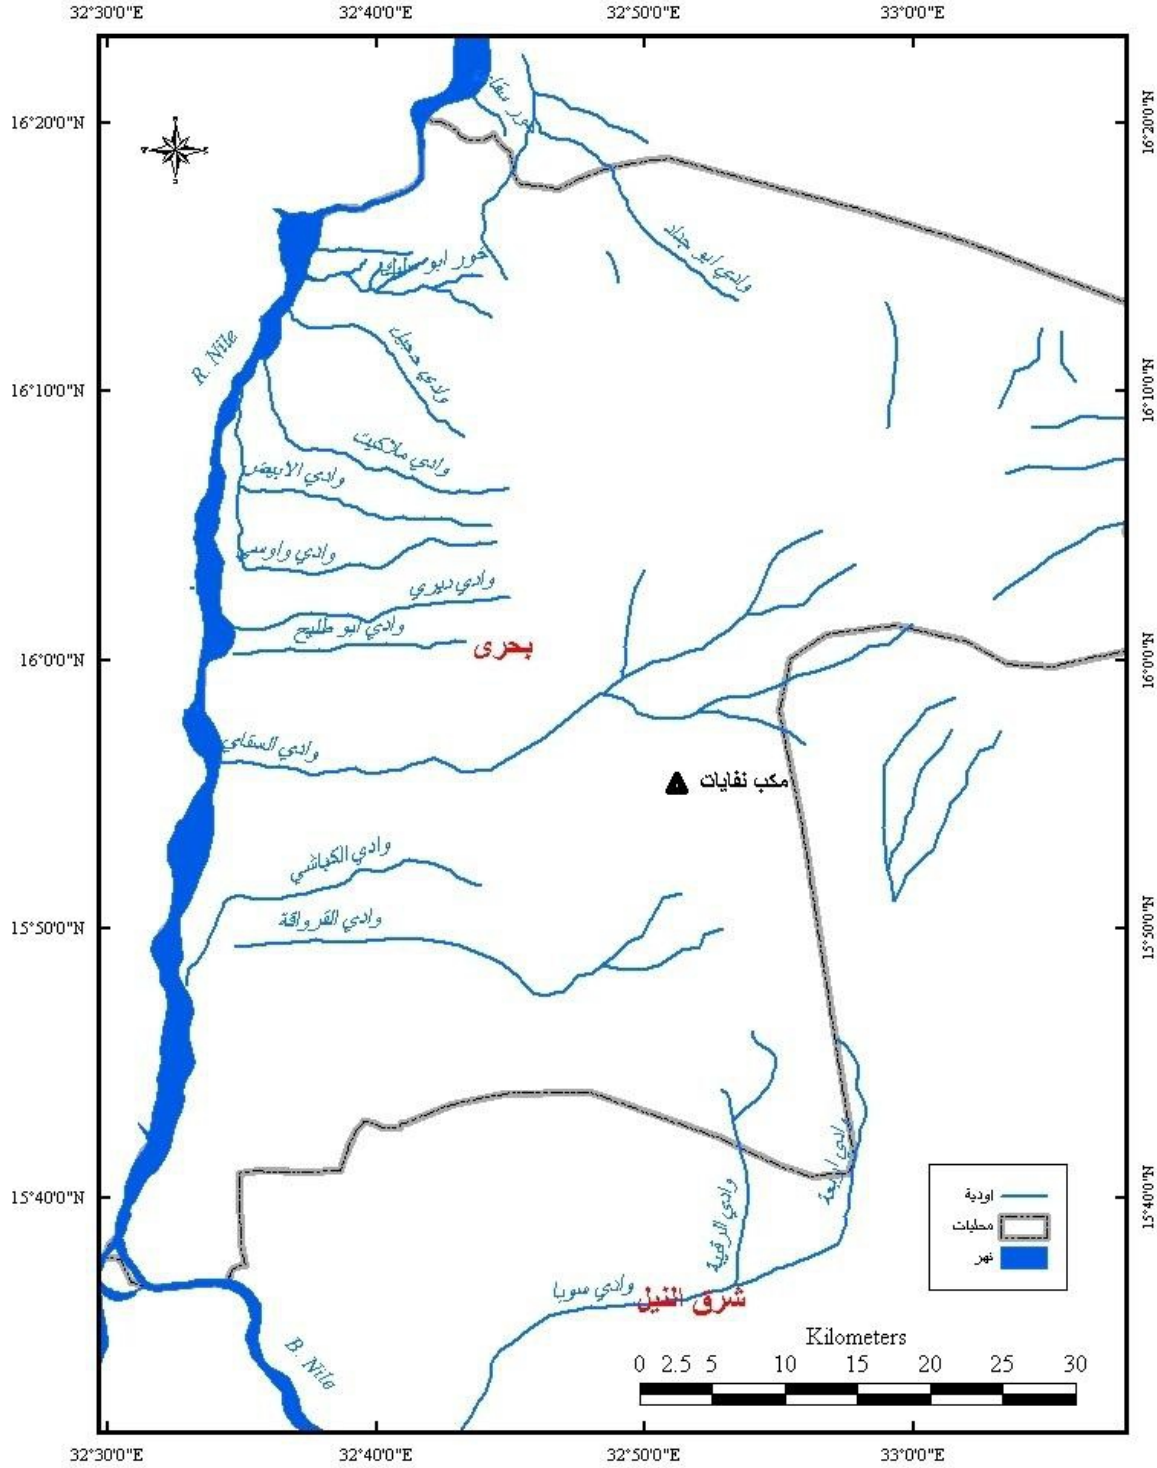 32°30'0"E 32°40'0"E 32°50'0"E 33°0'0"E
16°20'0"N
16°20'0"N
وادي ابو جداد
خور ابو سليك
R. Nile
وادي دجيل
16°10'0"N
16°10'0"N
وادي ملاكيت
وادي الابيض
وادي واوسي
وادي ديري
وادي ابو طليح
بحرى
16°0'0"N
16°0'0"N
وادي السقاي
مكب نفايات
وادي الكباشي
وادي القرواقة
15°50'0"N
15°50'0"N
15°40'0"N
15°40'0"N
وادي
وادي سوبا
شرق النيل
B. Nile
اودية
محليات
نهر
Kilometers
0 2.5 5 10 15 20 25 30
32°30'0"E 32°40'0"E 32°50'0"E 33°0'0"E